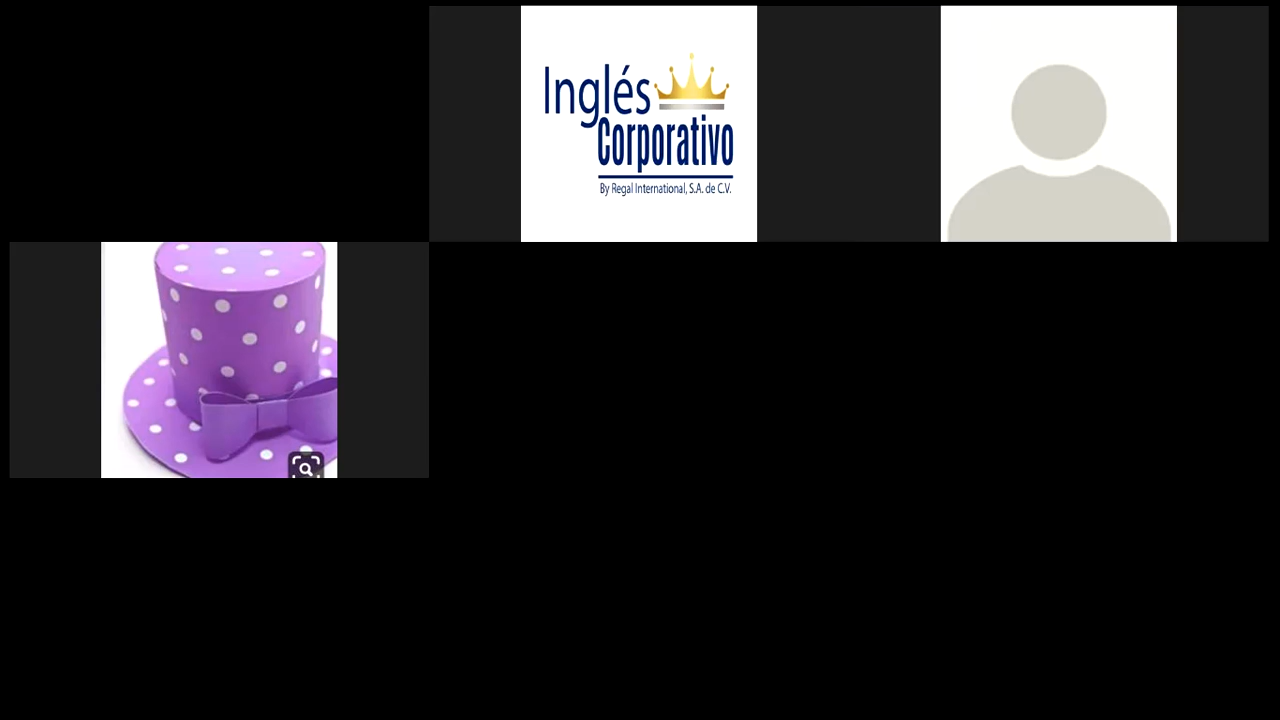 Inglés
Corporativo
By Regal International, S.A. de C.V.